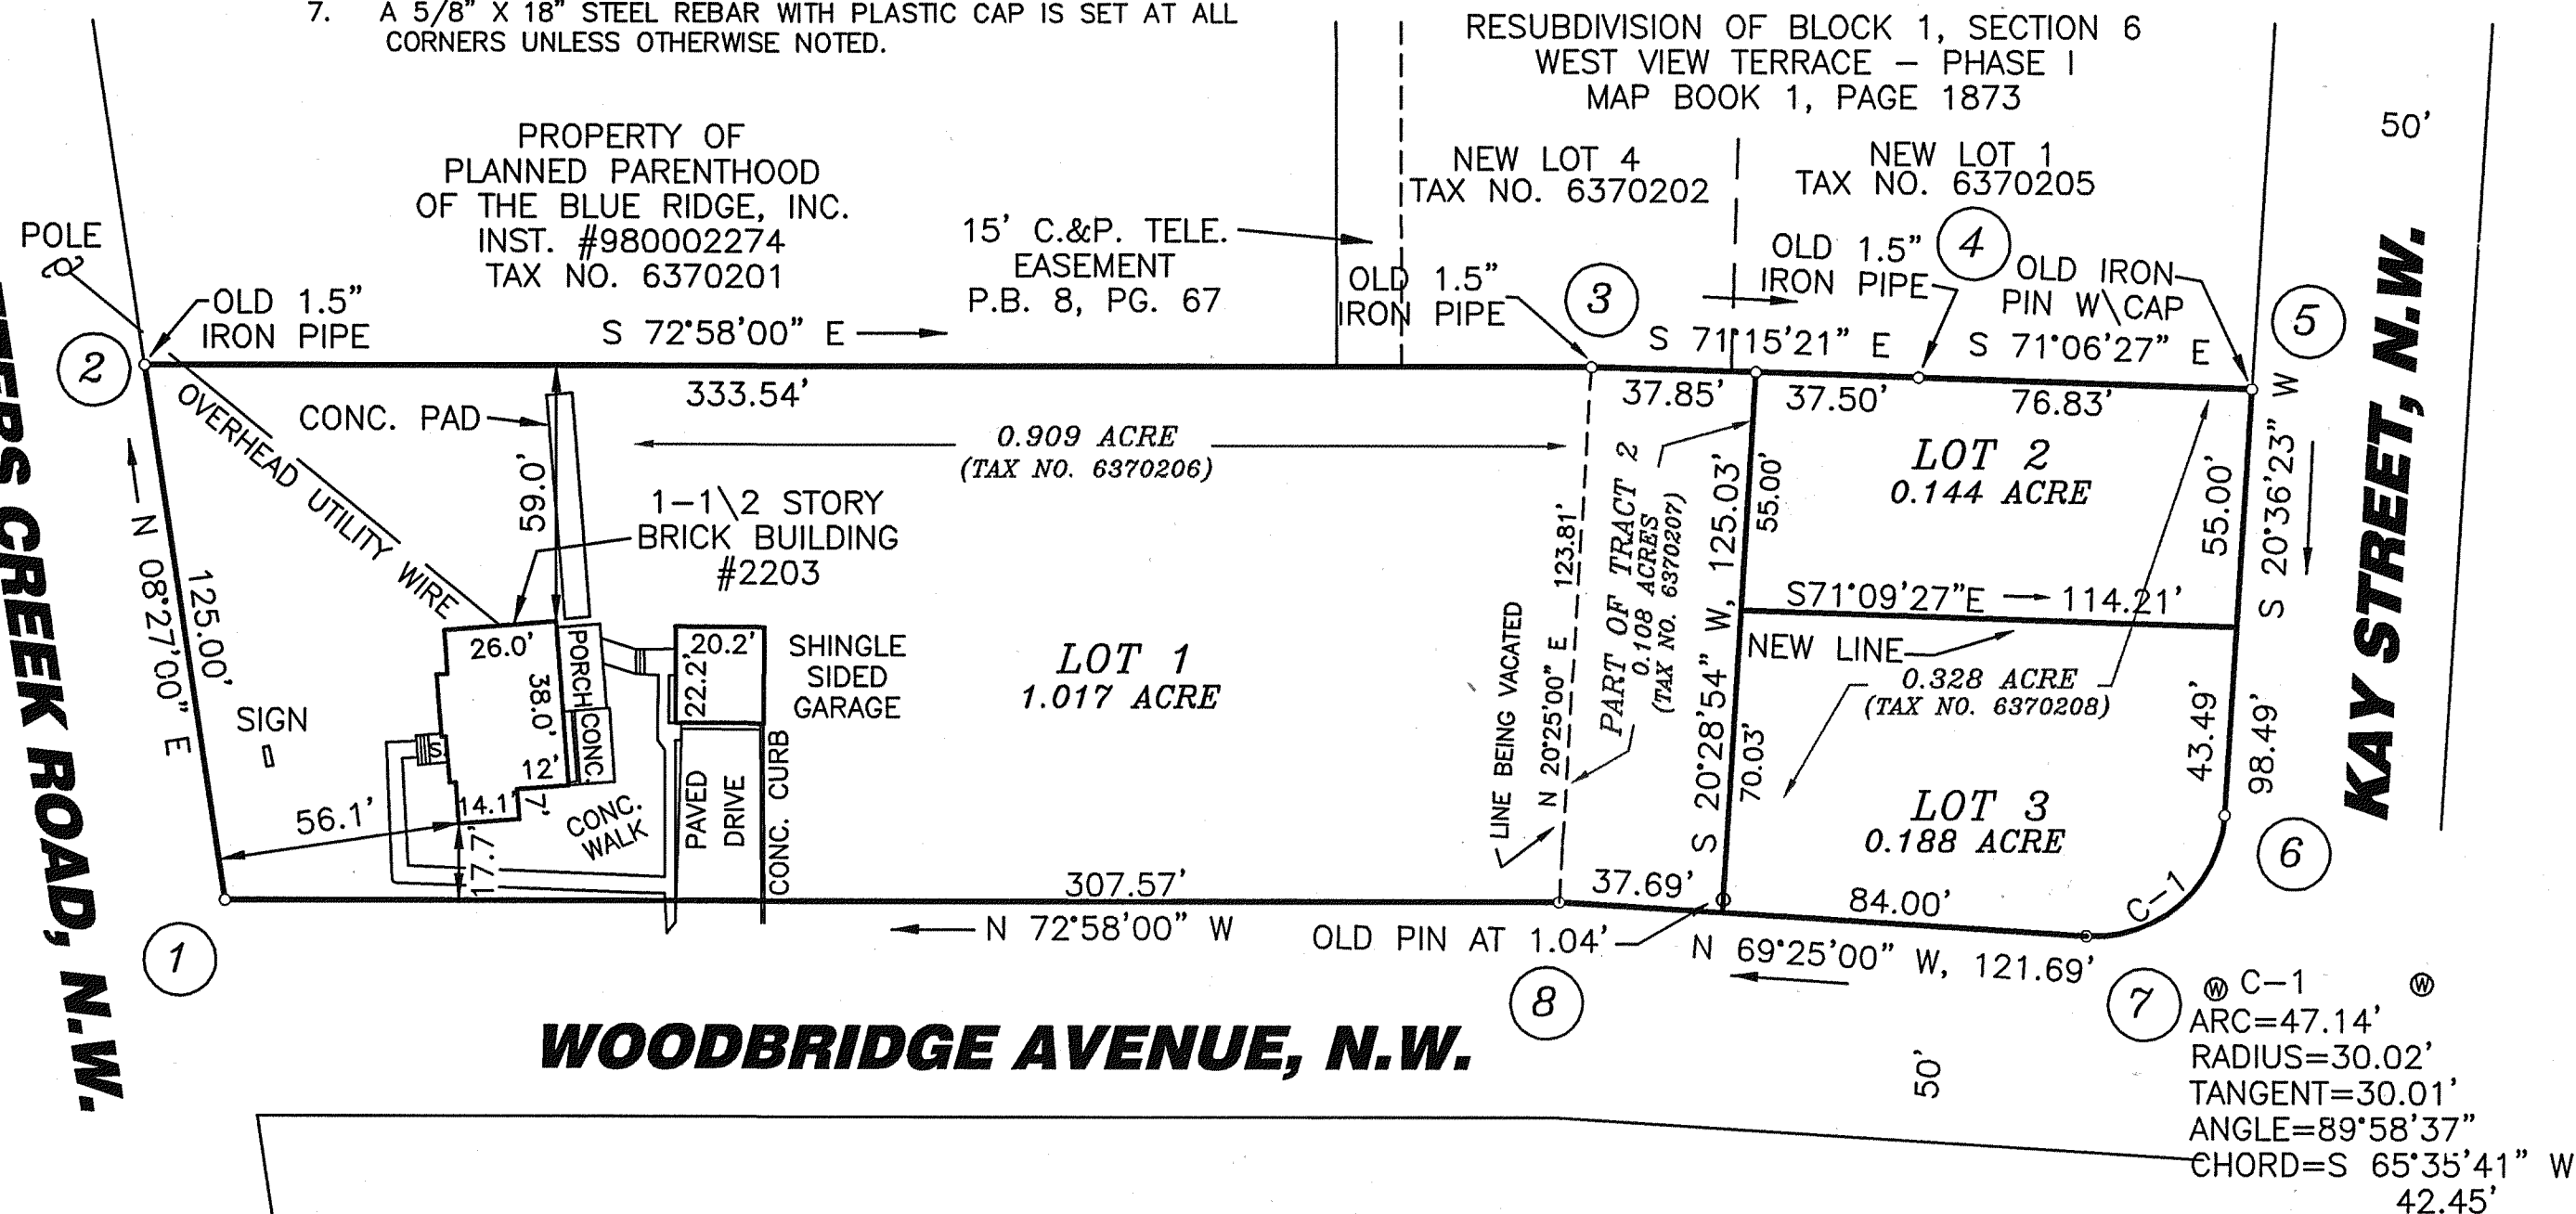 7. A 5/8" X 18" STEEL REBAR WITH PLASTIC CAP IS SET AT ALL
CORNERS UNLESS OTHERWISE NOTED.
RESUBDIVISION OF BLOCK 1, SECTION 6
WEST VIEW TERRACE – PHASE I
MAP BOOK 1, PAGE 1873
50'
PROPERTY OF
PLANNED PARENTHOOD
OF THE BLUE RIDGE, INC.
INST. #980002274
TAX NO. 6370201
NEW LOT 4
TAX NO. 6370202
NEW LOT 1
TAX NO. 6370205
15' C.&P. TELE.
EASEMENT
P.B. 8, PG. 67
POLE
OLD 1.5"
IRON PIPE
2
S 72°58'00" E
OLD 1.5"
IRON PIPE
3
OLD 1.5"
IRON PIPE
4
OLD IRON
PIN W\CAP
5
S 71°15'21" E
S 71°06'27" E
333.54'
37.85'
37.50'
76.83'
OVERHEAD UTILITY WIRE
CONC. PAD
59.0'
0.909 ACRE
(TAX NO. 6370206)
1-1\2 STORY
BRICK BUILDING
#2203
N 08°27'00" E
125.00'
SIGN
26.0'
38.0'
PORCH
CONC.
S
12'
14.1'
7'
56.1'
17.7'
CONC.
WALK
20.2'
22.2'
SHINGLE
SIDED
GARAGE
PAVED
DRIVE
CONC. CURB
LOT 1
1.017 ACRE
LINE BEING VACATED
N 20°25'00" E 123.81'
PART OF TRACT 2
0.108 ACRES
(TAX NO. 6370207)
S 20°28'54" W, 125.03'
55.00'
70.03'
LOT 2
0.144 ACRE
55.00'
S 20°36'23" W
S71°09'27"E
114.21'
NEW LINE
0.328 ACRE
(TAX NO. 6370208)
43.49'
98.49'
LOT 3
0.188 ACRE
6
C-1
1
307.57'
37.69'
84.00'
N 72°58'00" W
OLD PIN AT 1.04'
N 69°25'00" W, 121.69'
8
7
CREEK ROAD, N.W.
WOODBRIDGE AVENUE, N.W.
KAY STREET, N.W.
50'
W C-1 W
ARC=47.14'
RADIUS=30.02'
TANGENT=30.01'
ANGLE=89°58'37"
CHORD=S 65°35'41" W
42.45'